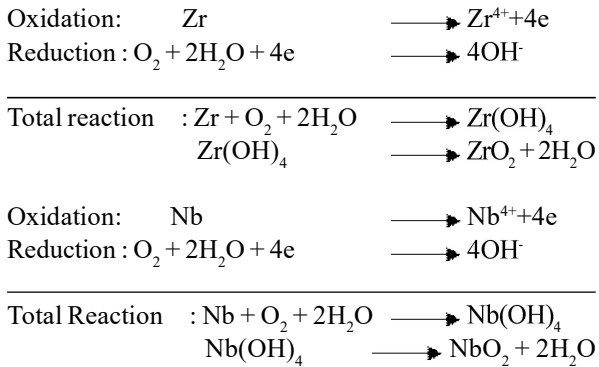 Oxidation: Zr ⟶ Zr⁴⁺+4e
Reduction : O₂ + 2H₂O + 4e ⟶ 4OH⁻
Total reaction : Zr + O₂ + 2H₂O ⟶ Zr(OH)₄
Zr(OH)₄ ⟶ ZrO₂ + 2H₂O
Oxidation: Nb ⟶ Nb⁴⁺+4e
Reduction : O₂ + 2H₂O + 4e ⟶ 4OH⁻
Total Reaction : Nb + O₂ + 2H₂O ⟶ Nb(OH)₄
Nb(OH)₄ ⟶ NbO₂ + 2H₂O